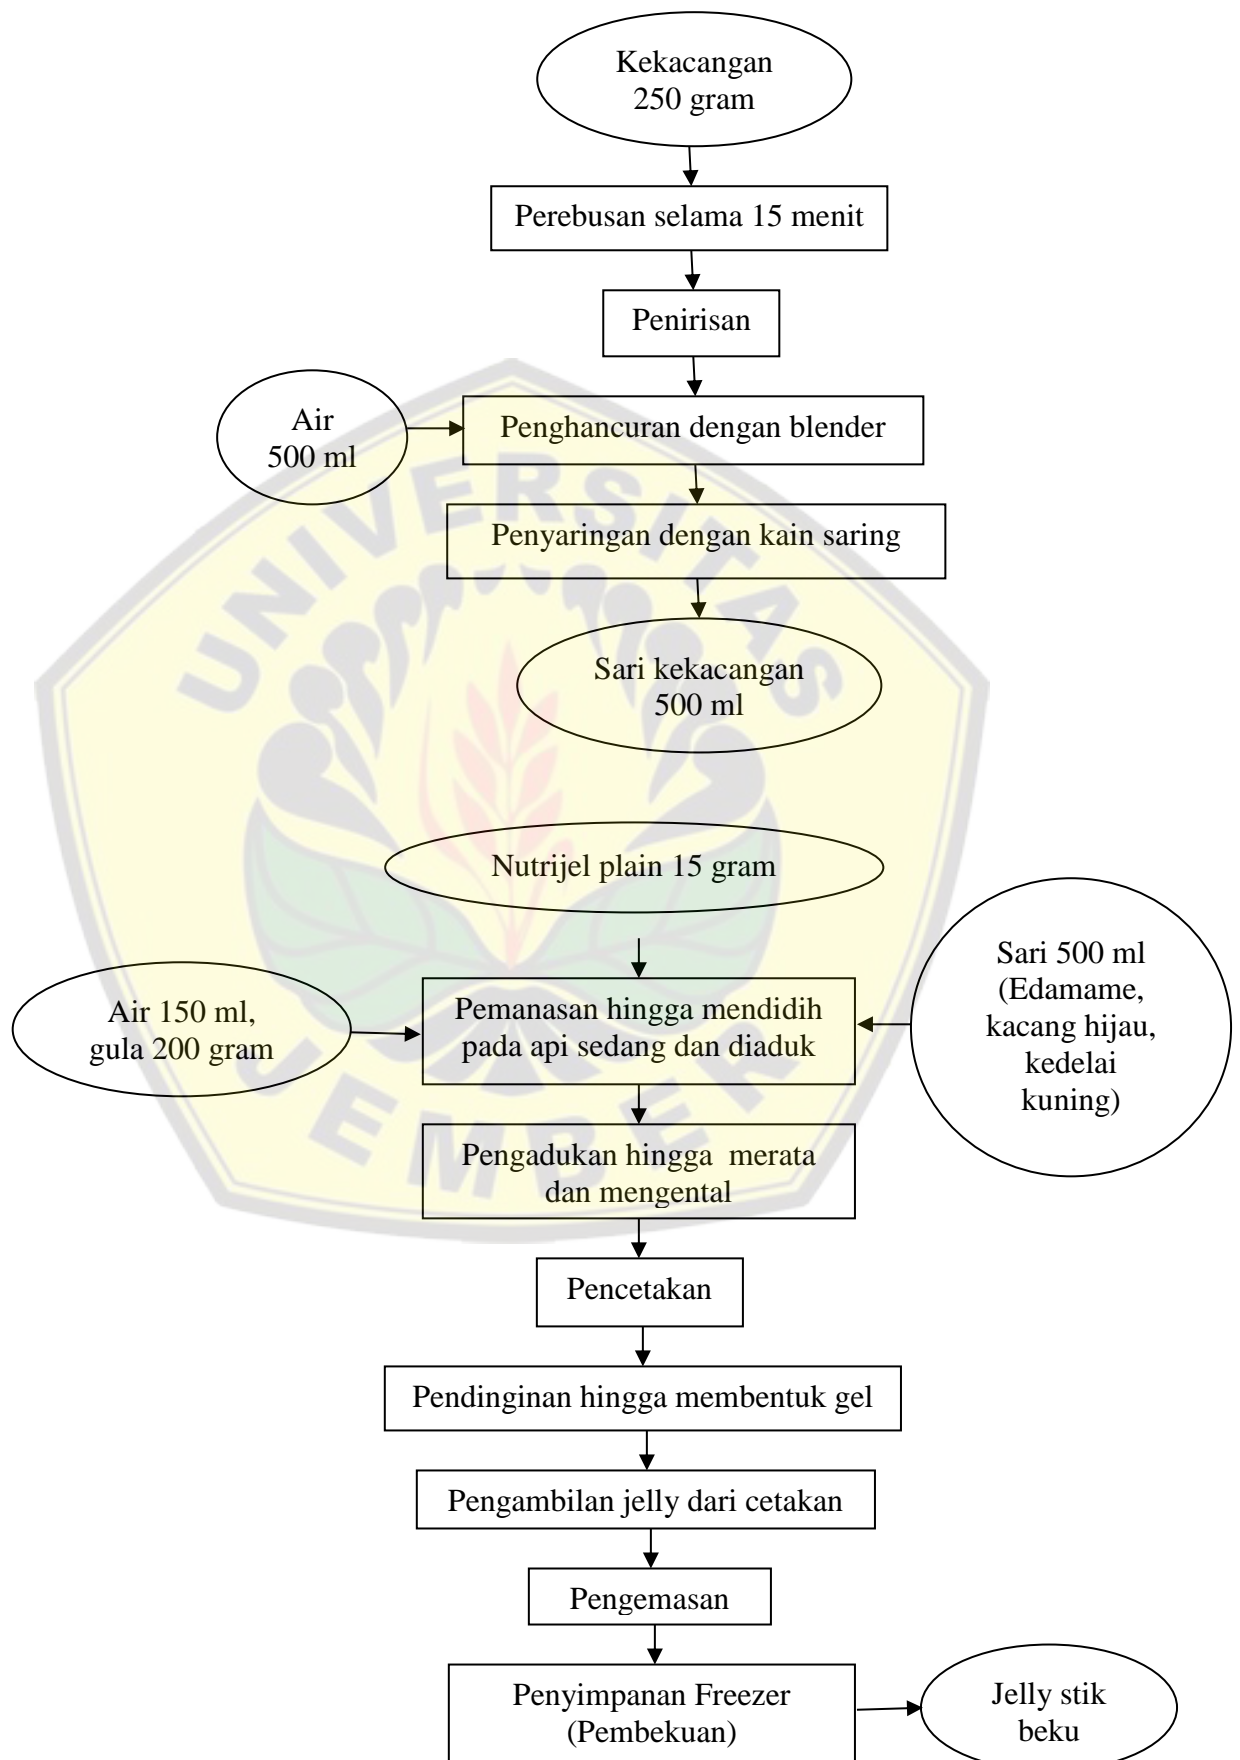 Kekacangan
250 gram
Perebusan selama 15 menit
Penirisan
Air
500 ml
Penghancuran dengan blender
Penyaringan dengan kain saring
Sari kekacangan
500 ml
Nutrijel plain 15 gram
Air 150 ml,
gula 200 gram
Pemanasan hingga mendidih
pada api sedang dan diaduk
Sari 500 ml
(Edamame,
kacang hijau,
kedelai
kuning)
Pengadukan hingga  merata
dan mengental
Pencetakan
Pendinginan hingga membentuk gel
Pengambilan jelly dari cetakan
Pengemasan
Penyimpanan Freezer
(Pembekuan)
Jelly stik
beku
UNIVERSITAS
JEMBER